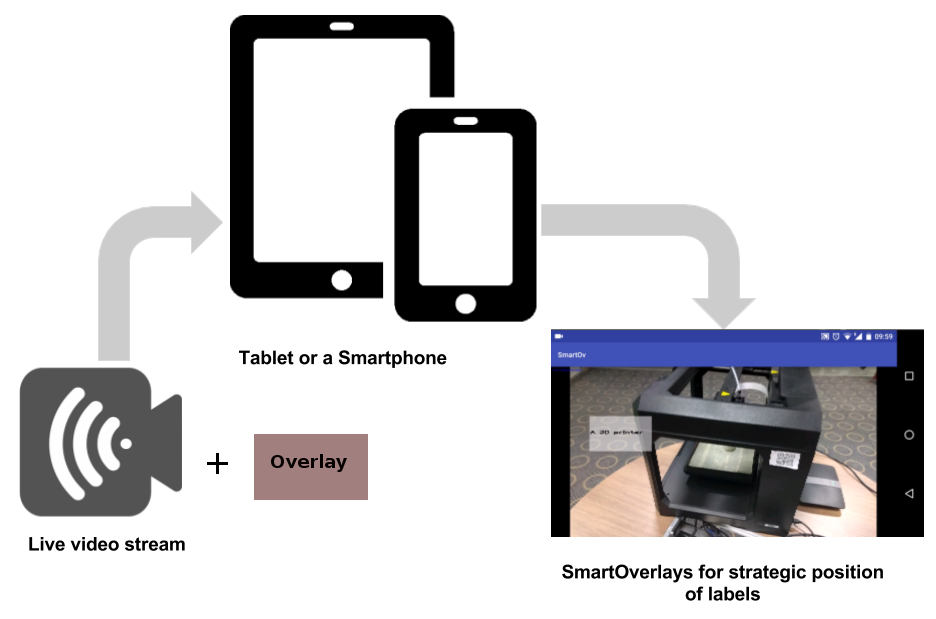 Tablet or a Smartphone
09:59
SmartOv
A 3D printer
+
Overlay
Live video stream
SmartOverlays for strategic position
of labels